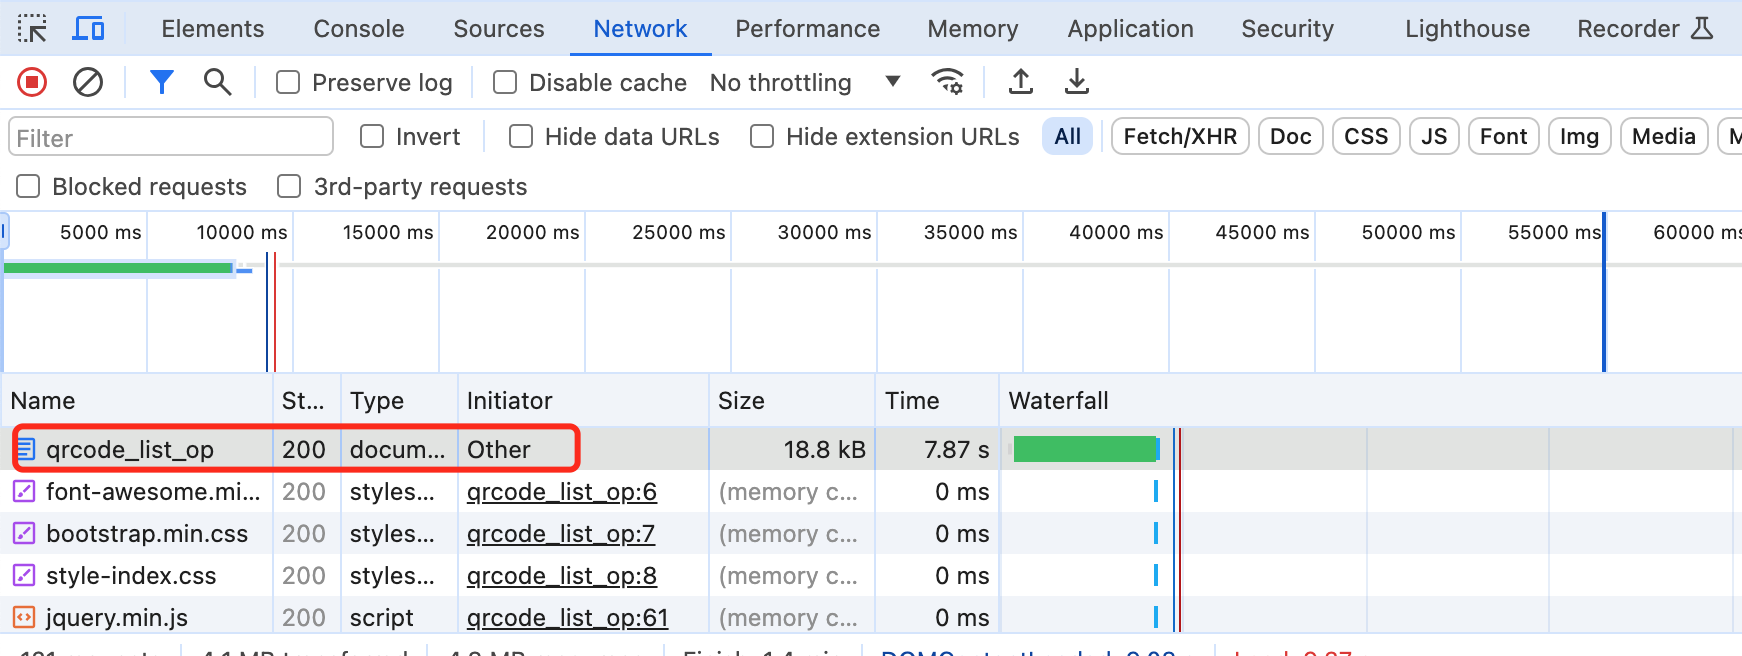 Elements Console Sources Network Performance Memory Application Security Lighthouse Recorder
Preserve log Disable cache No throttling
Filter Invert Hide data URLs Hide extension URLs All Fetch/XHR Doc CSS JS Font Img Media
Blocked requests 3rd-party requests
5000 ms 10000 ms 15000 ms 20000 ms 25000 ms 30000 ms 35000 ms 40000 ms 45000 ms 50000 ms 55000 ms 60000 ms
Name St... Type Initiator Size Time Waterfall
qrcode_list_op 200 docum... Other 18.8 kB 7.87 s
font-awesome.mi... 200 styles... qrcode_list_op:6 (memory c... 0 ms
bootstrap.min.css 200 styles... qrcode_list_op:7 (memory c... 0 ms
style-index.css 200 styles... qrcode_list_op:8 (memory c... 0 ms
jquery.min.js 200 script qrcode_list_op:61 (memory c... 0 ms